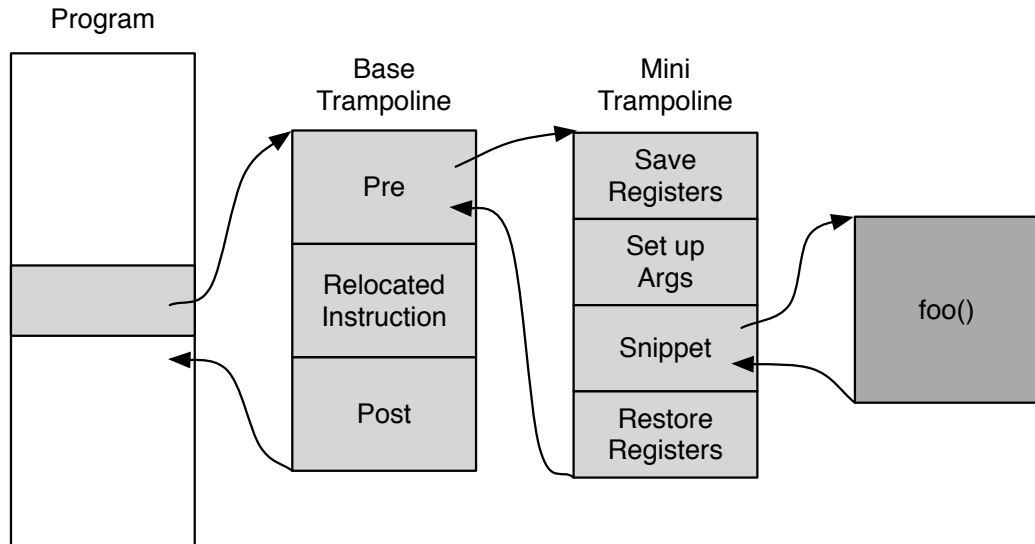 Program
Base
Trampoline
Pre
Relocated
Instruction
Post
Mini
Trampoline
Save
Registers
Set up
Args
Snippet
Restore
Registers
foo()